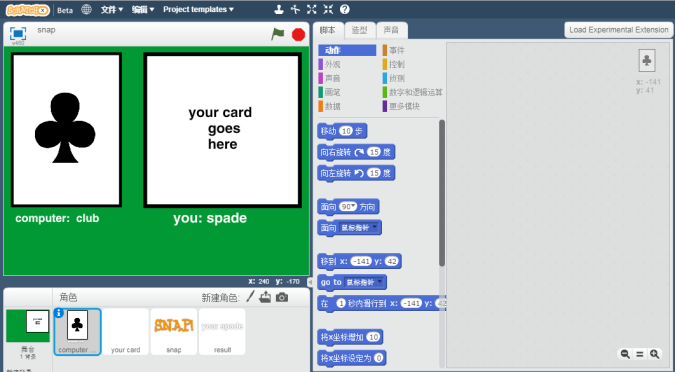 Beta
文件
编辑
Project templates
snap
v460
your card
goes
here
computer: club
you: spade
x: 240 y: -170
角色
新建角色:
舞台
computer ...
your card
SNAP!
snap
your spade
result
脚本
造型
声音
Load Experimental Extension
动作
事件
外观
控制
声音
侦测
画笔
数字和逻辑运算
数据
更多模块
移动 10 步
向右旋转 15 度
向左旋转 15 度
面向 90 方向
面向 鼠标指针
移到 x: -141 y: 42
go to 鼠标指针
在 1 秒内滑行到 x: -141 y: 42
将x坐标增加 10
将x坐标设定为 0
x: -141
y: 41